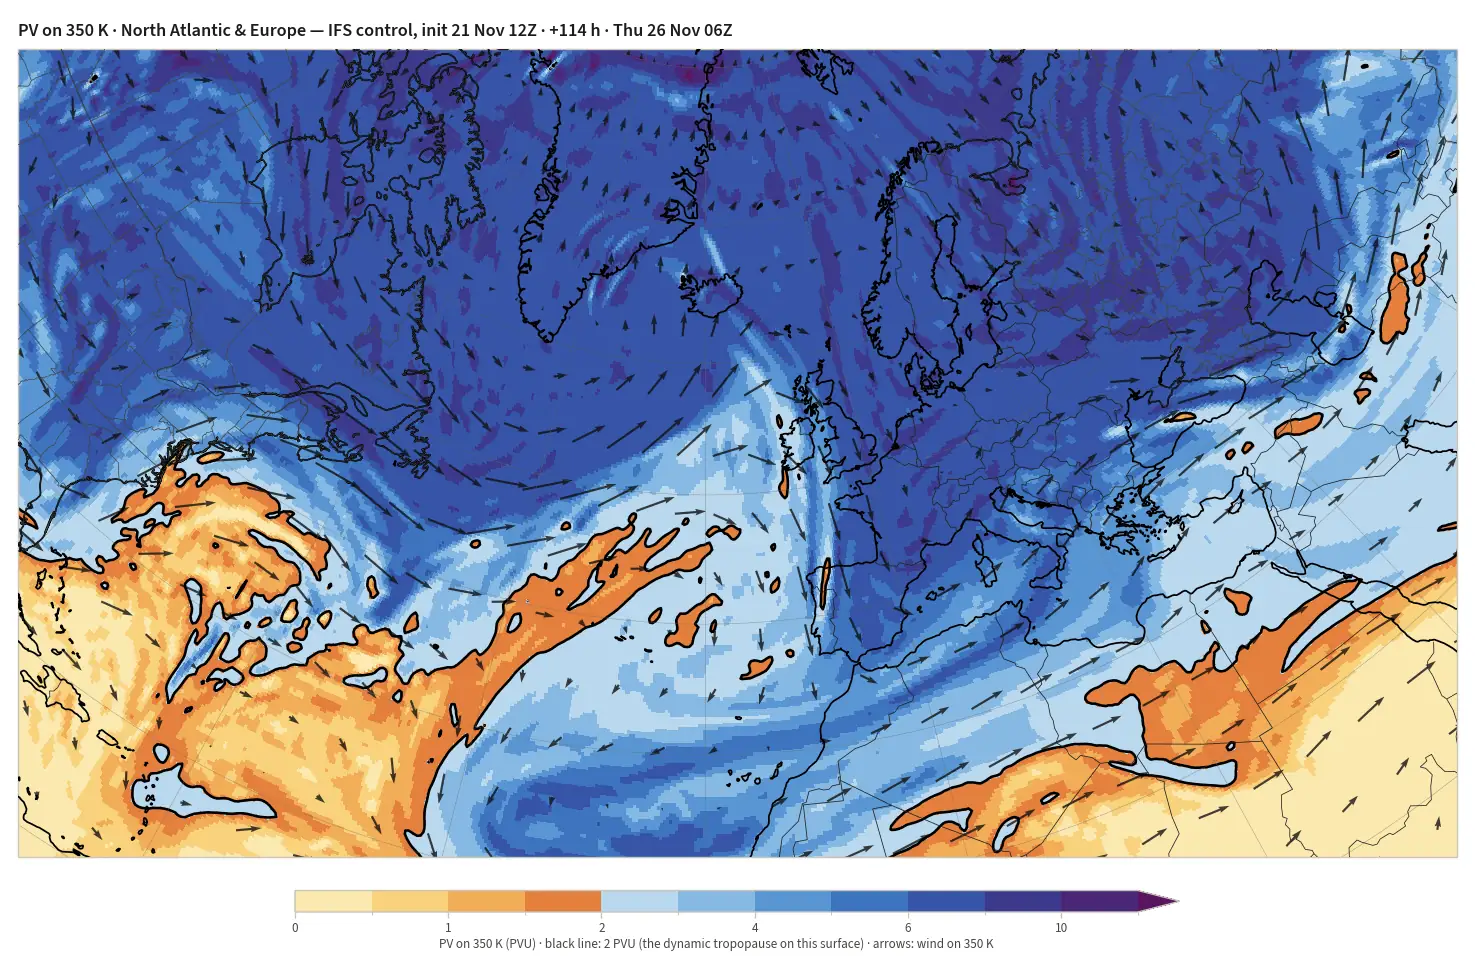 PV on 350 K · North Atlantic & Europe — IFS control, init 21 Nov 12Z · +114 h · Thu 26 Nov 06Z
0 1 2 4 6 10
PV on 350 K (PVU) · black line: 2 PVU (the dynamic tropopause on this surface) · arrows: wind on 350 K